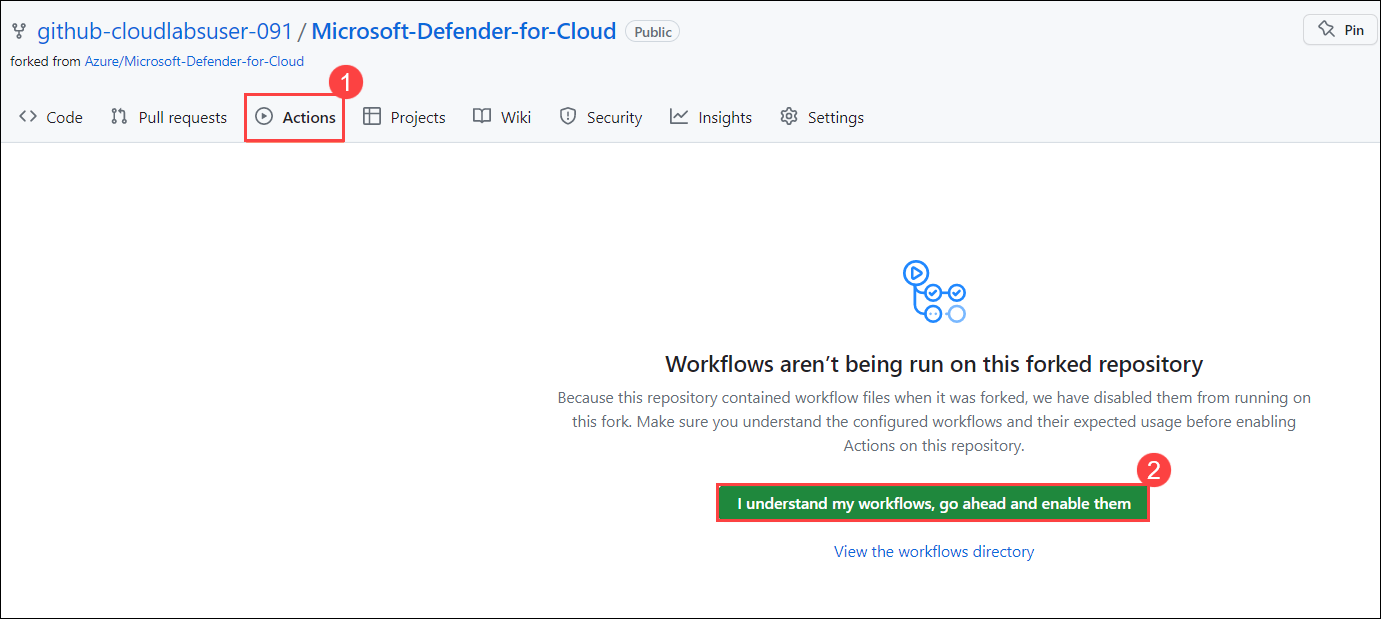 github-cloudlabsuser-091 / Microsoft-Defender-for-Cloud Public Pin
forked from Azure/Microsoft-Defender-for-Cloud
1
Code Pull requests Actions Projects Wiki Security Insights Settings
Workflows aren’t being run on this forked repository
Because this repository contained workflow files when it was forked, we have disabled them from running on
this fork. Make sure you understand the configured workflows and their expected usage before enabling
Actions on this repository.
2
I understand my workflows, go ahead and enable them
View the workflows directory